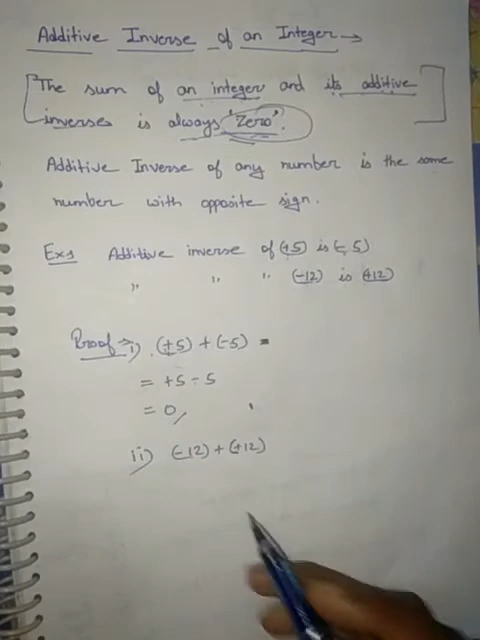 Additive Inverse of an Integer →
[The sum of an integer and its additive
inverses is always 'Zero'.]
Additive Inverse of any number is the same
number with opposite sign.
Ex:1 Additive inverse of (+5) is (-5)
" " " (-12) is (+12)
Proof → i) (+5) + (-5) =
= +5 - 5
= 0//
ii) (-12) + (+12)